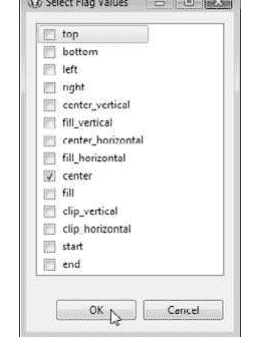 Select Flag Values
top
bottom
left
right
center_vertical
fill_vertical
center_horizontal
fill_horizontal
center
fill
clip_vertical
clip_horizontal
start
end
OK
Cancel